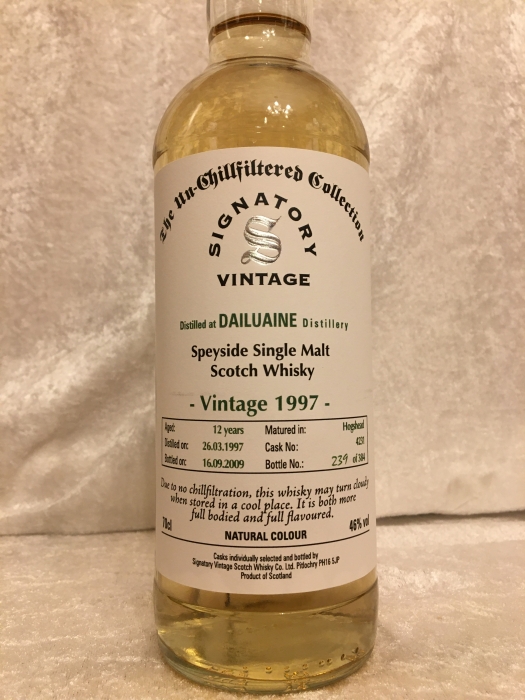 The Un-Chillfiltered Collection
SIGNATORY
S
VINTAGE
Distilled at DAILUAINE Distillery
Speyside Single Malt
Scotch Whisky
- Vintage 1997 -
Aged: 12 years Matured in: Hogshead
Distilled on: 26.03.1997 Cask No: 4231
Bottled on: 16.09.2009 Bottle No.: 239 of 384
Due to no chillfiltration, this whisky may turn cloudy
when stored in a cool place. It is both more
full bodied and full flavoured.
70cl 46% vol
NATURAL COLOUR
Casks individually selected and bottled by
Signatory Vintage Scotch Whisky Co. Ltd. Pitlochry PH16 5JP
Product of Scotland